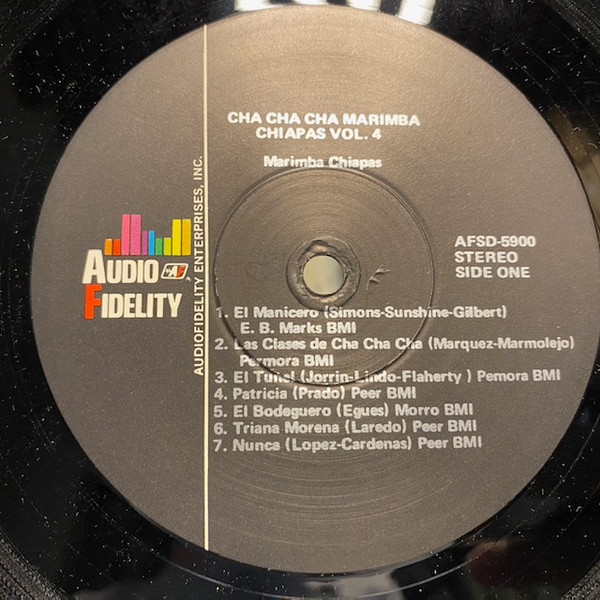 CHA CHA CHA MARIMBA
CHIAPAS VOL. 4
Marimba Chiapas
AFSD-5900
STEREO
SIDE ONE
AUDIO
FIDELITY
AUDIOFIDELITY ENTERPRISES, INC.
1. El Manicero (Simons-Sunshine-Gilbert)
E. B. Marks BMI
2. Las Clases de Cha Cha Cha (Marquez-Marmolejo)
Permora BMI
3. El Tunel (Jorrin-Lindo-Flaherty ) Pemora BMI
4. Patricia (Prado) Peer BMI
5. El Bodeguero (Egues) Morro BMI
6. Triana Morena (Laredo) Peer BMI
7. Nunca (Lopez-Cardenas) Peer BMI